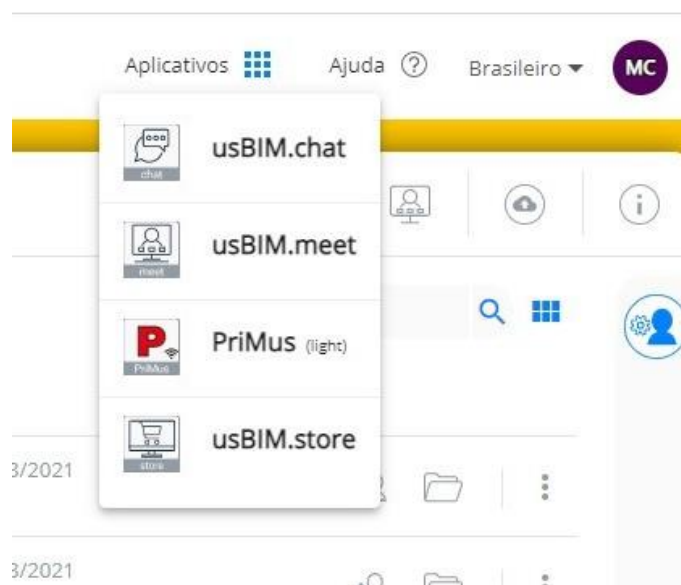 Aplicativos Ajuda ? Brasileiro MC
usBIM.chat
chat
usBIM.meet
meet
PriMus (light)
P
PriMus
usBIM.store
store
3/2021
3/2021